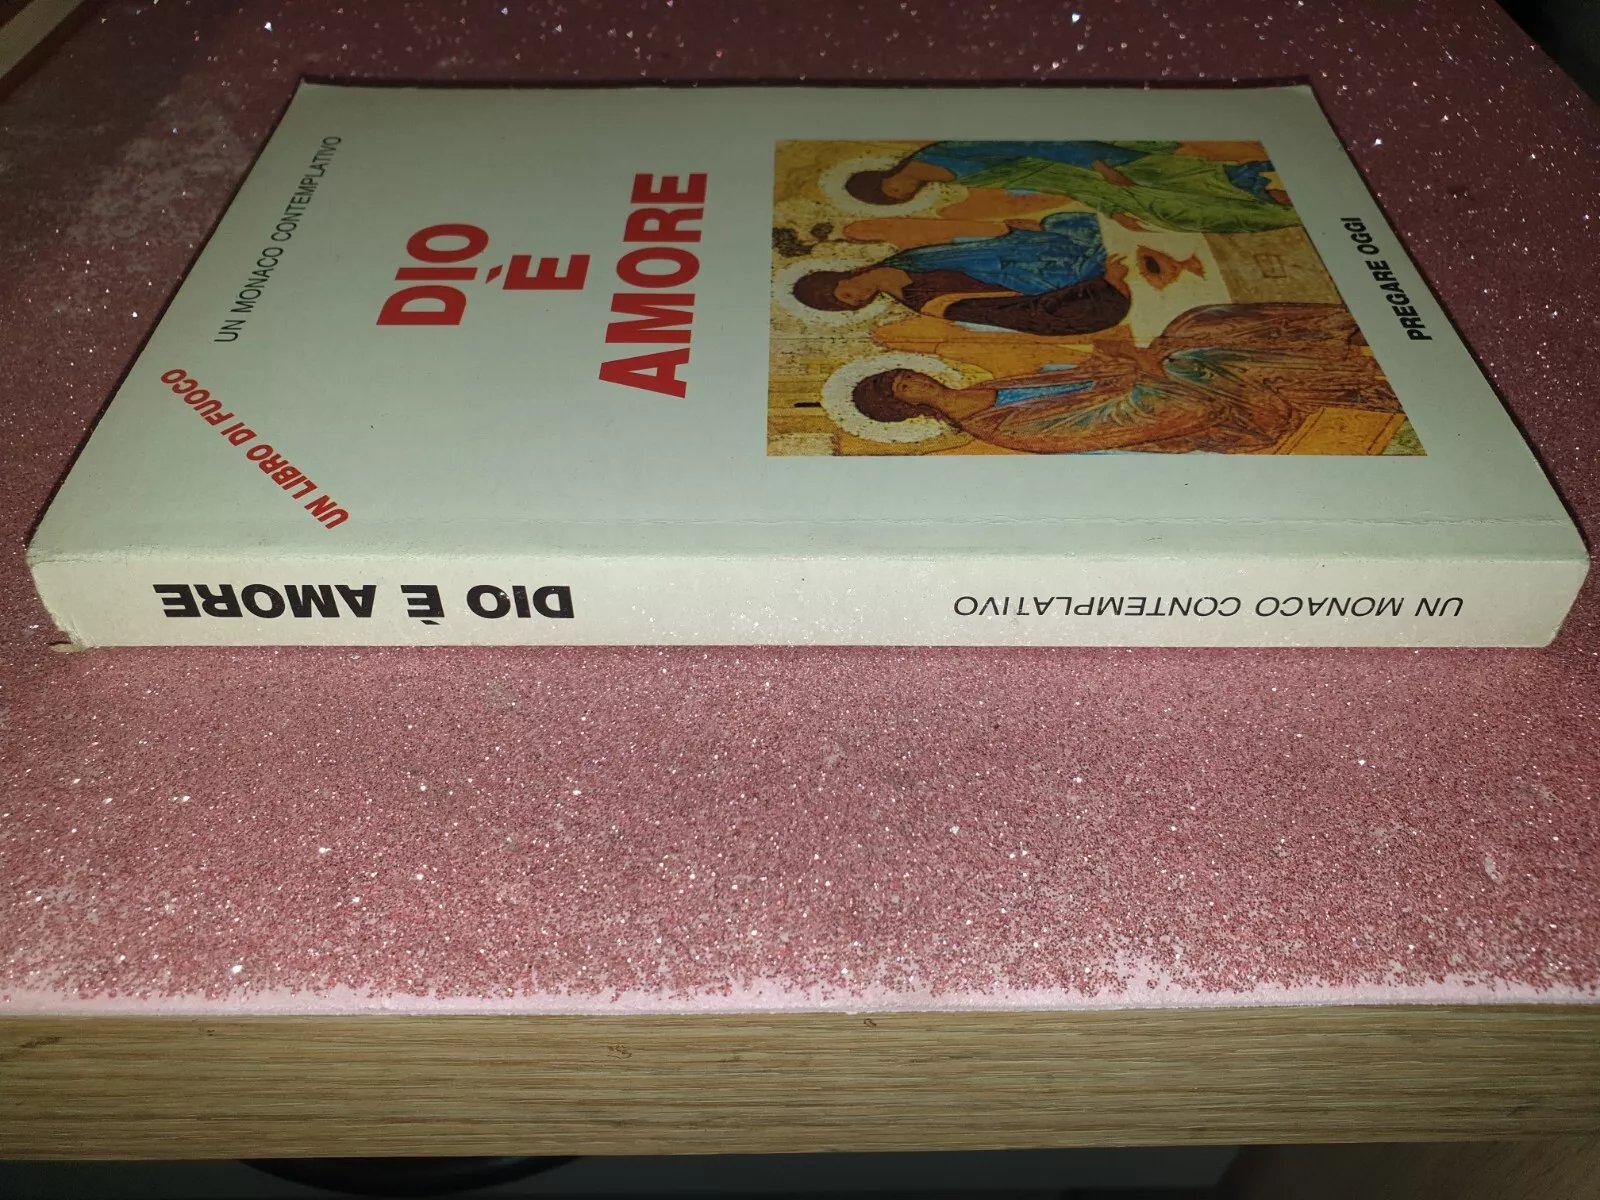 UN MONACO CONTEMPLATIVO
UN LIBRO DI FUOCO
DIO
È
AMORE
PREGARE OGGI
UN MONACO CONTEMPLATIVO
DIO È AMORE